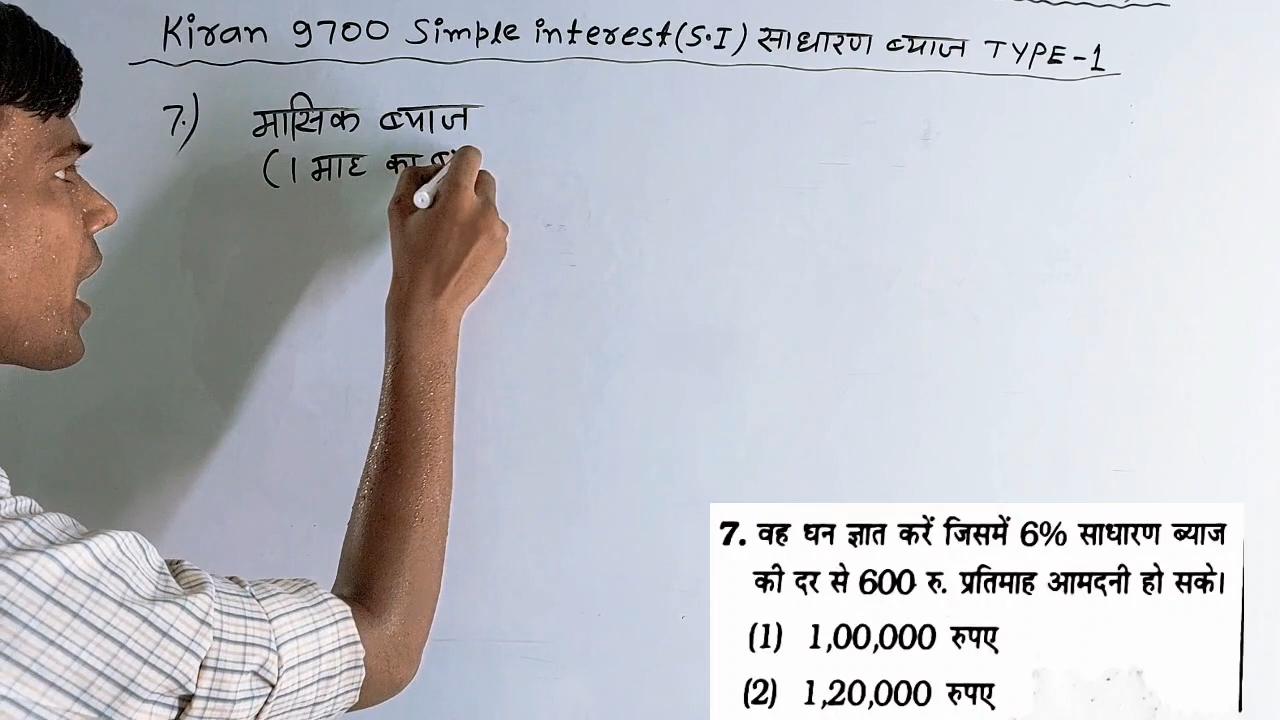 Kiran 9700 Simple interest(S.I) साधारण ब्याज TYPE-1
7.) मासिक ब्याज
(1 माह का
7. वह धन ज्ञात करें जिसमें 6% साधारण ब्याज
की दर से 600 रु. प्रतिमाह आमदनी हो सके।
(1) 1,00,000 रुपए
(2) 1,20,000 रुपए